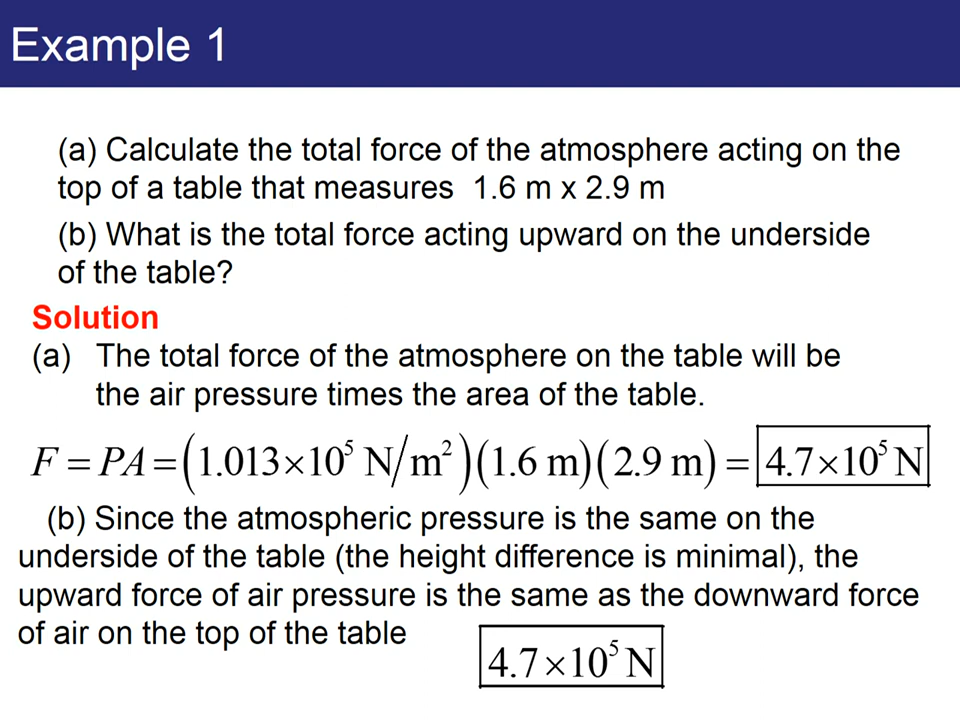 Example 1
(a) Calculate the total force of the atmosphere acting on the
top of a table that measures 1.6 m x 2.9 m
(b) What is the total force acting upward on the underside
of the table?
Solution
(a) The total force of the atmosphere on the table will be
the air pressure times the area of the table.
F = PA = (1.013×10⁵ N/m²)(1.6 m)(2.9 m) = 4.7×10⁵ N
(b) Since the atmospheric pressure is the same on the
underside of the table (the height difference is minimal), the
upward force of air pressure is the same as the downward force
of air on the top of the table
4.7×10⁵ N